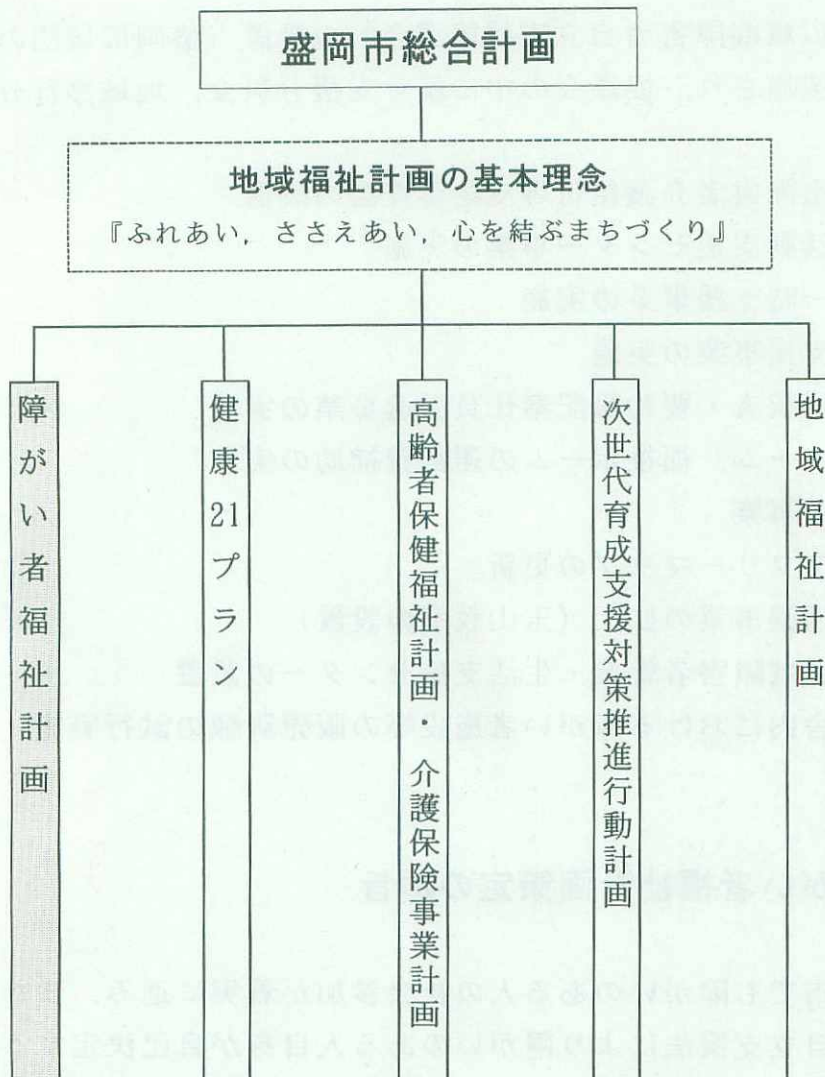 盛岡市総合計画
地域福祉計画の基本理念
『ふれあい，ささえあい，心を結ぶまちづくり』
障がい者福祉計画
健康21プラン
高齢者保健福祉計画　介護保険事業計画
次世代育成支援対策推進行動計画
地域福祉計画